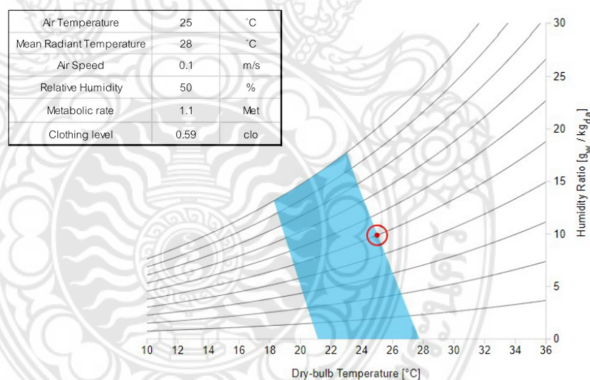 Air Temperature 25 °C
Mean Radiant Temperature 28 °C
Air Speed 0.1 m/s
Relative Humidity 50 %
Metabolic rate 1.1 Met
Clothing level 0.59 clo
30
25
20
15
10
5
0
Humidity Ratio [g_w / kg_da]
10 12 14 16 18 20 22 24 26 28 30 32 34 36
Dry-bulb Temperature [°C]